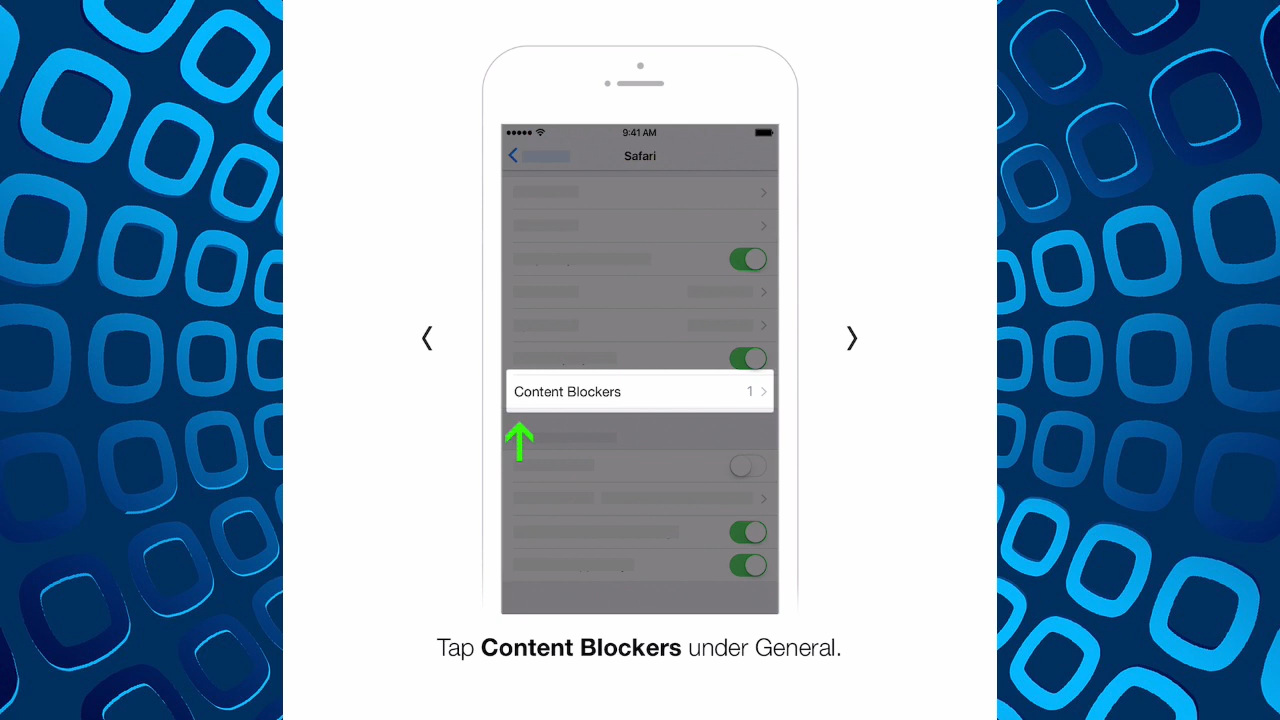 9:41 AM
Safari
Content Blockers 1
Tap Content Blockers under General.